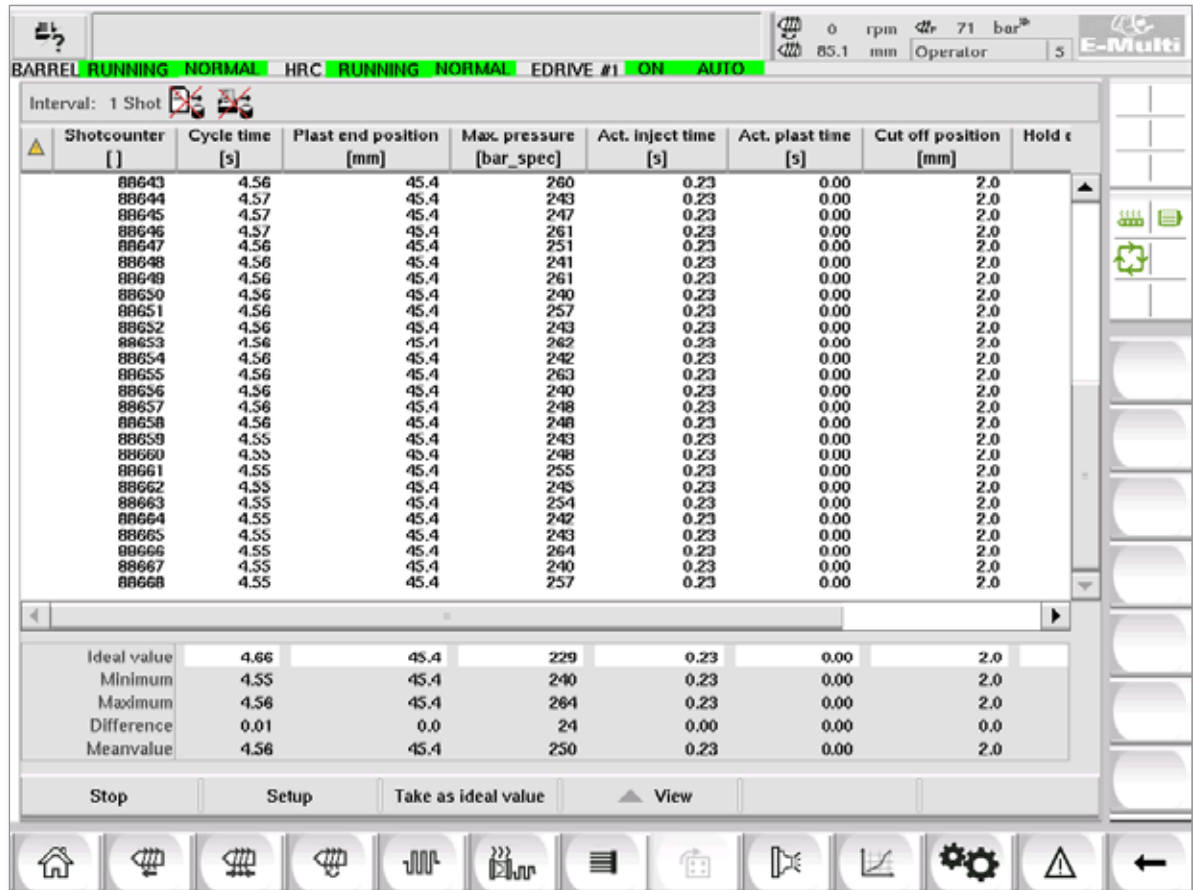 0 rpm 71 bar sp
85.1 mm Operator 5
E-Multi
BARREL RUNNING NORMAL HRC RUNNING NORMAL EDRIVE #1 ON AUTO
Interval: 1 Shot
Shotcounter Cycle time Plast end position Max. pressure Act. inject time Act. plast time Cut off position Hold
[] [s] [mm] [bar_spec] [s] [s] [mm]
88643 4.56 45.4 260 0.23 0.00 2.0
88644 4.57 45.4 243 0.23 0.00 2.0
88645 4.57 45.4 247 0.23 0.00 2.0
88646 4.57 45.4 261 0.23 0.00 2.0
88647 4.56 45.4 251 0.23 0.00 2.0
88648 4.56 45.4 241 0.23 0.00 2.0
88649 4.56 45.4 261 0.23 0.00 2.0
88650 4.56 45.4 240 0.23 0.00 2.0
88651 4.56 45.4 257 0.23 0.00 2.0
88652 4.56 45.4 243 0.23 0.00 2.0
88653 4.56 45.4 262 0.23 0.00 2.0
88654 4.56 45.4 242 0.23 0.00 2.0
88655 4.56 45.4 263 0.23 0.00 2.0
88656 4.56 45.4 240 0.23 0.00 2.0
88657 4.56 45.4 248 0.23 0.00 2.0
88658 4.56 45.4 248 0.23 0.00 2.0
88659 4.55 45.4 243 0.23 0.00 2.0
88660 4.55 45.4 248 0.23 0.00 2.0
88661 4.55 45.4 255 0.23 0.00 2.0
88662 4.55 45.4 245 0.23 0.00 2.0
88663 4.55 45.4 254 0.23 0.00 2.0
88664 4.55 45.4 242 0.23 0.00 2.0
88665 4.55 45.4 243 0.23 0.00 2.0
88666 4.55 45.4 264 0.23 0.00 2.0
88667 4.55 45.4 240 0.23 0.00 2.0
88668 4.55 45.4 257 0.23 0.00 2.0
Ideal value 4.66 45.4 229 0.23 0.00 2.0
Minimum 4.55 45.4 240 0.23 0.00 2.0
Maximum 4.56 45.4 264 0.23 0.00 2.0
Difference 0.01 0.0 24 0.00 0.00 0.0
Meanvalue 4.56 45.4 250 0.23 0.00 2.0
Stop Setup Take as ideal value View